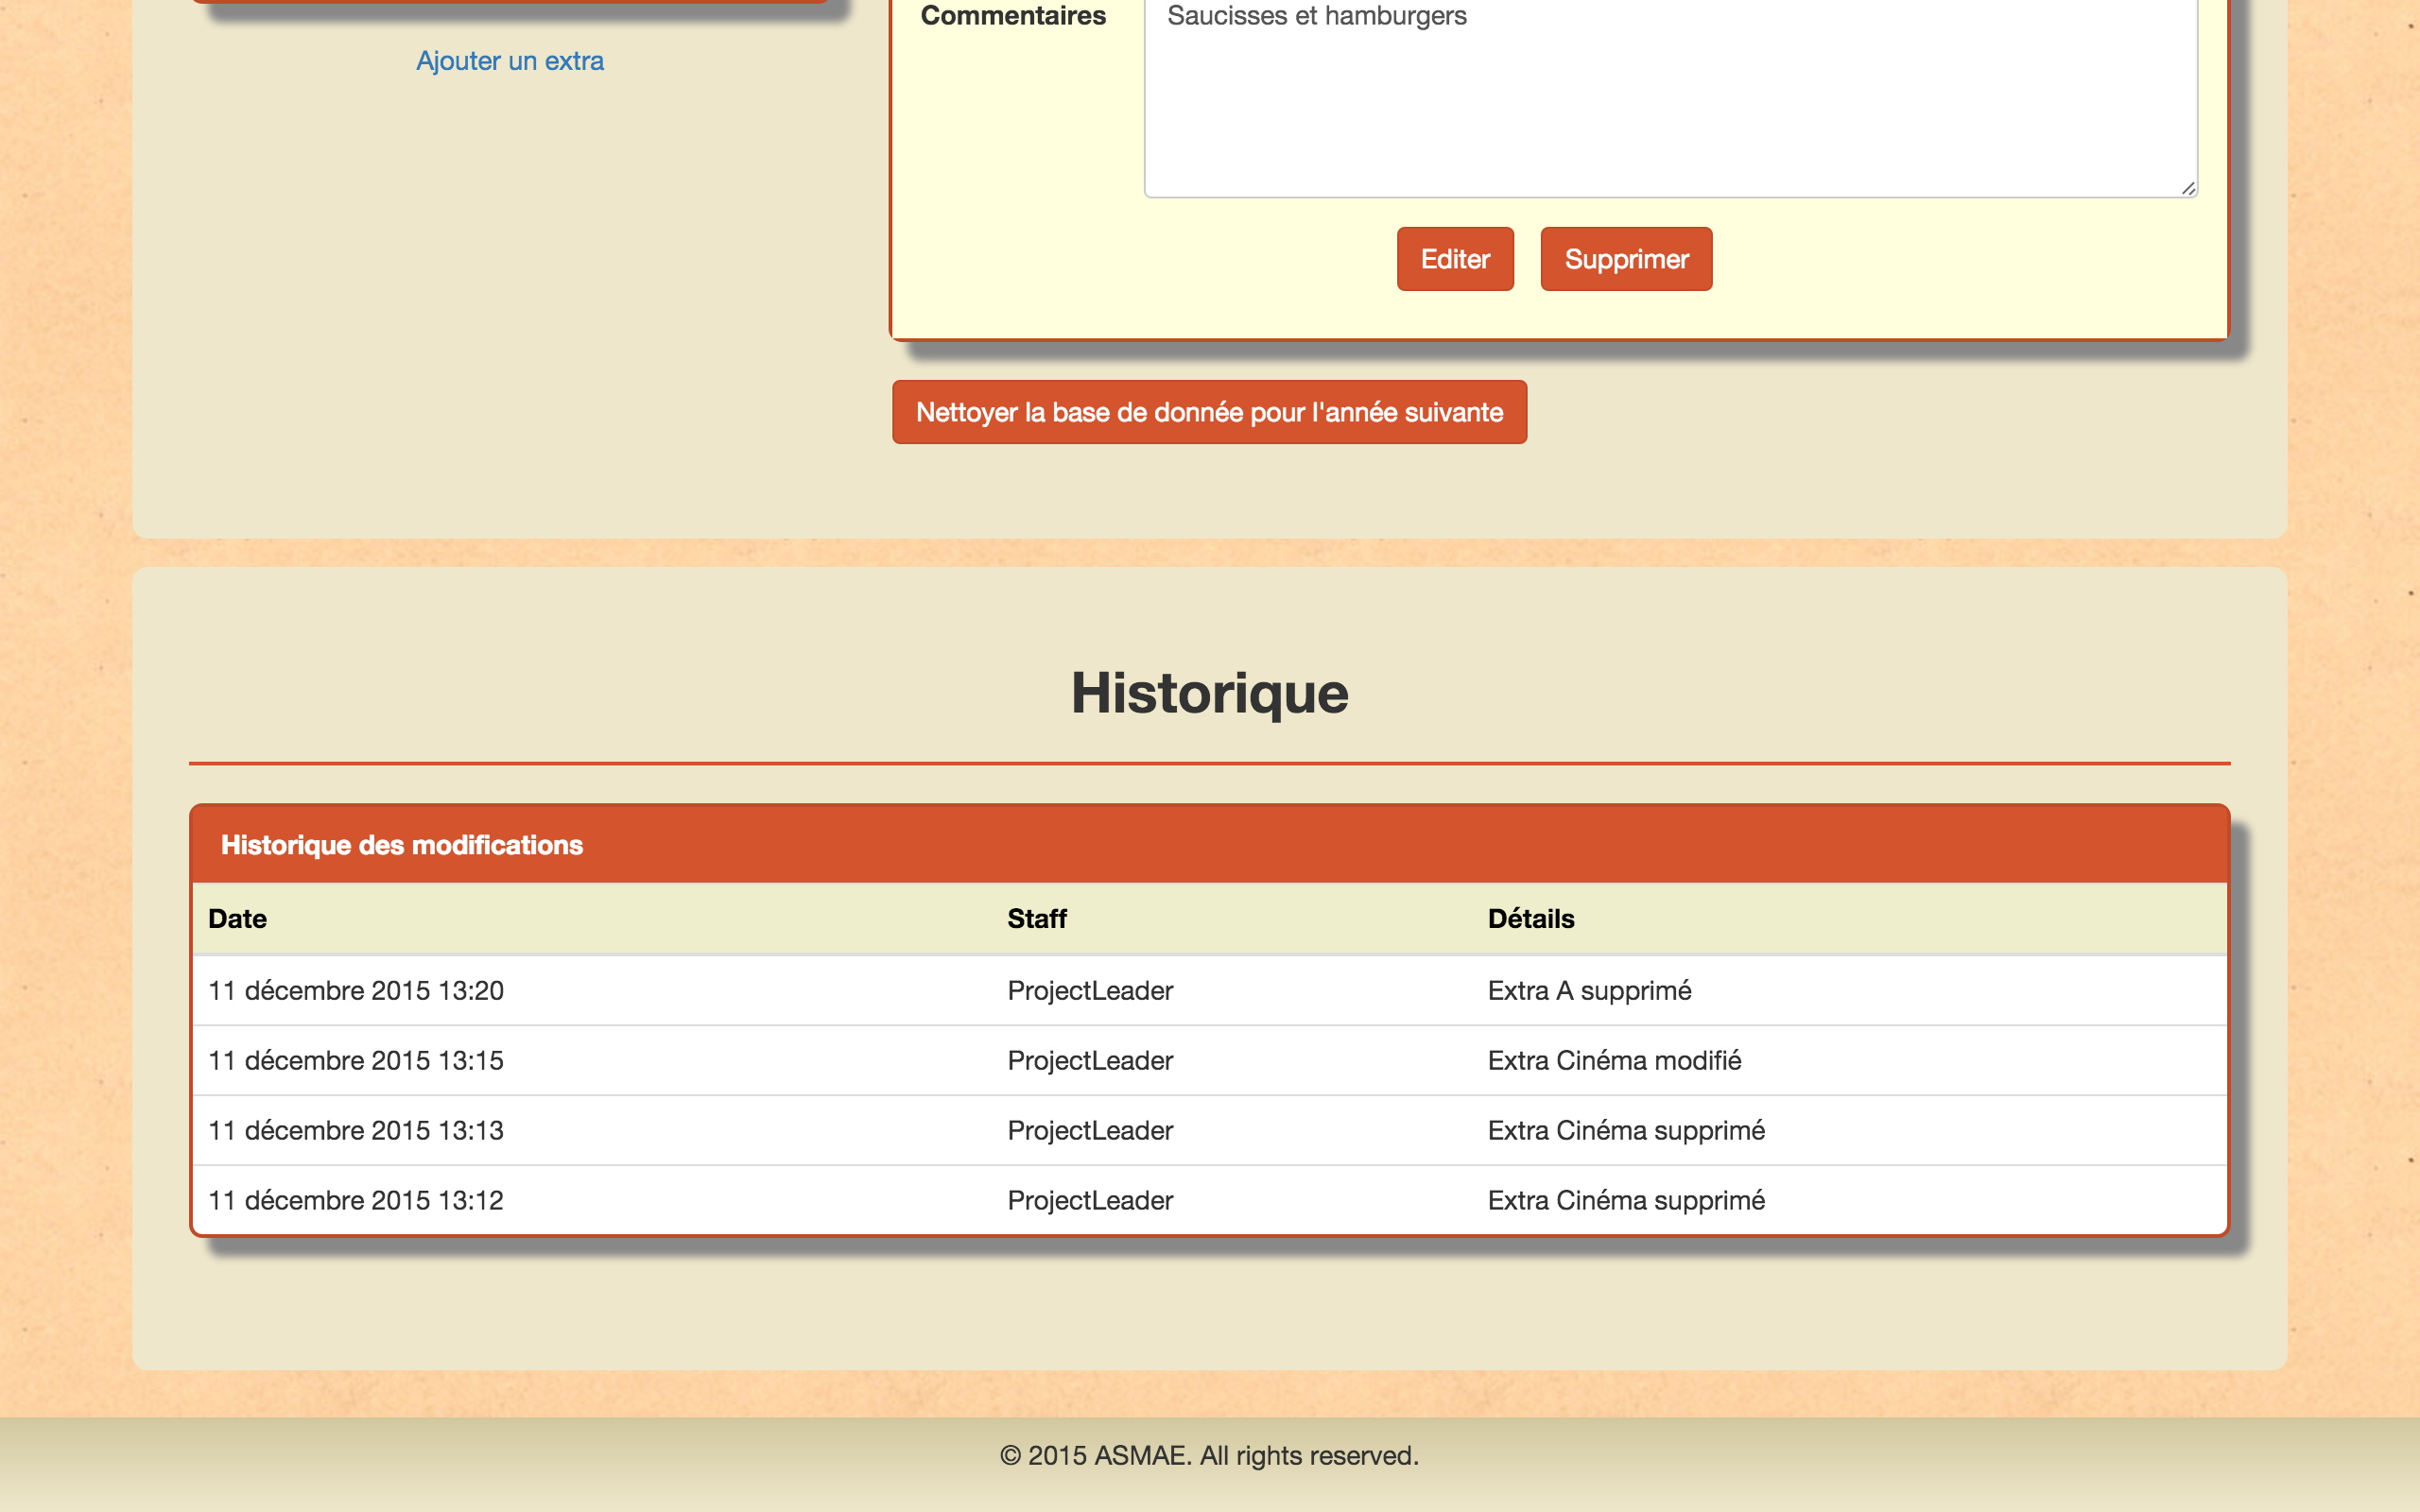 Commentaires Saucisses et hamburgers
Ajouter un extra
Editer Supprimer
Nettoyer la base de donnée pour l'année suivante
Historique
Historique des modifications
Date Staff Détails
11 décembre 2015 13:20 ProjectLeader Extra A supprimé
11 décembre 2015 13:15 ProjectLeader Extra Cinéma modifié
11 décembre 2015 13:13 ProjectLeader Extra Cinéma supprimé
11 décembre 2015 13:12 ProjectLeader Extra Cinéma supprimé
© 2015 ASMAE. All rights reserved.